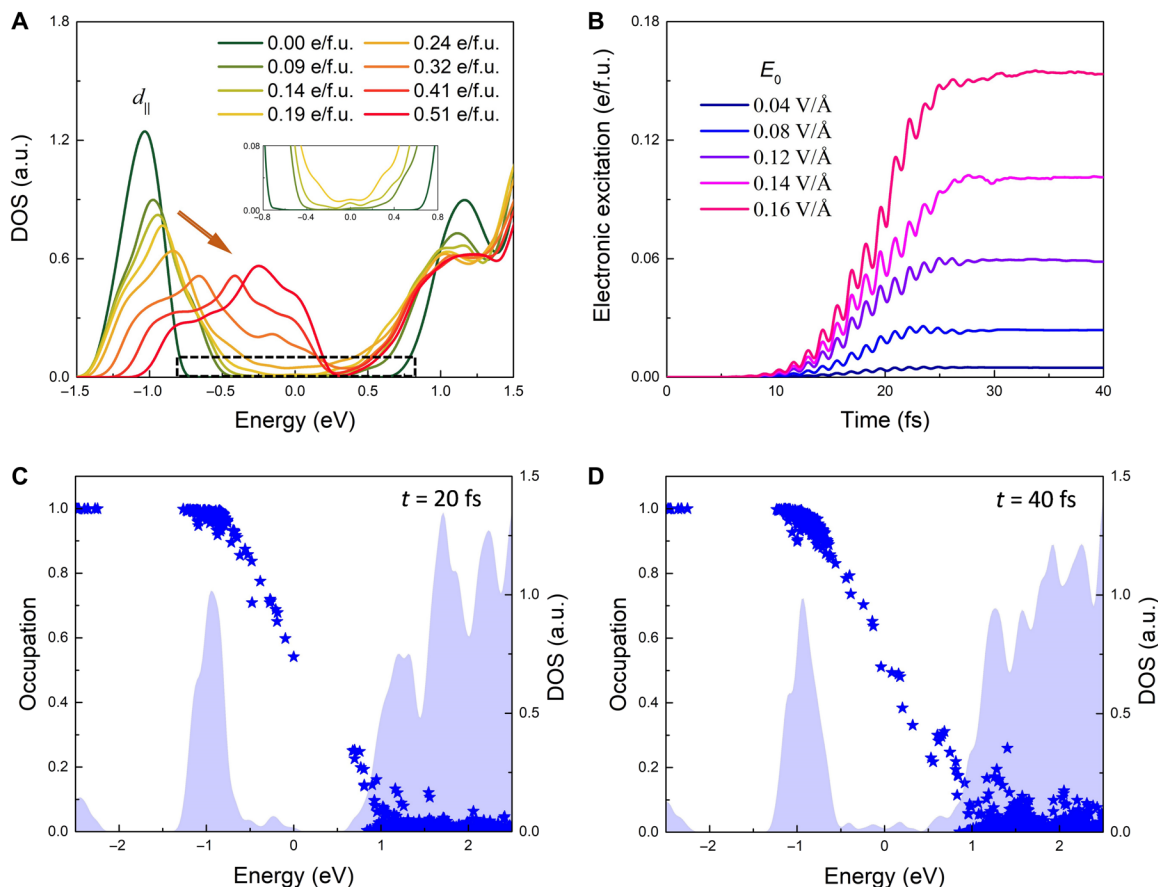 A
DOS (a.u.)
1.8
1.2
0.6
0.0
d||
0.00 e/f.u.
0.09 e/f.u.
0.14 e/f.u.
0.19 e/f.u.
0.24 e/f.u.
0.32 e/f.u.
0.41 e/f.u.
0.51 e/f.u.
0.08
0.00
−0.8 −0.4 0.0 0.4 0.8
−1.5 −1.0 −0.5 0.0 0.5 1.0 1.5
Energy (eV)
B
Electronic excitation (e/f.u.)
0.18
0.12
0.06
0.00
E0
0.04 V/Å
0.08 V/Å
0.12 V/Å
0.14 V/Å
0.16 V/Å
0 10 20 30 40
Time (fs)
C
Occupation
1.0
0.8
0.6
0.4
0.2
0.0
t = 20 fs
1.5
1.0
0.5
0.0
DOS (a.u.)
−2 −1 0 1 2
Energy (eV)
D
Occupation
1.0
0.8
0.6
0.4
0.2
0.0
t = 40 fs
1.5
1.0
0.5
0.0
DOS (a.u.)
−2 −1 0 1 2
Energy (eV)